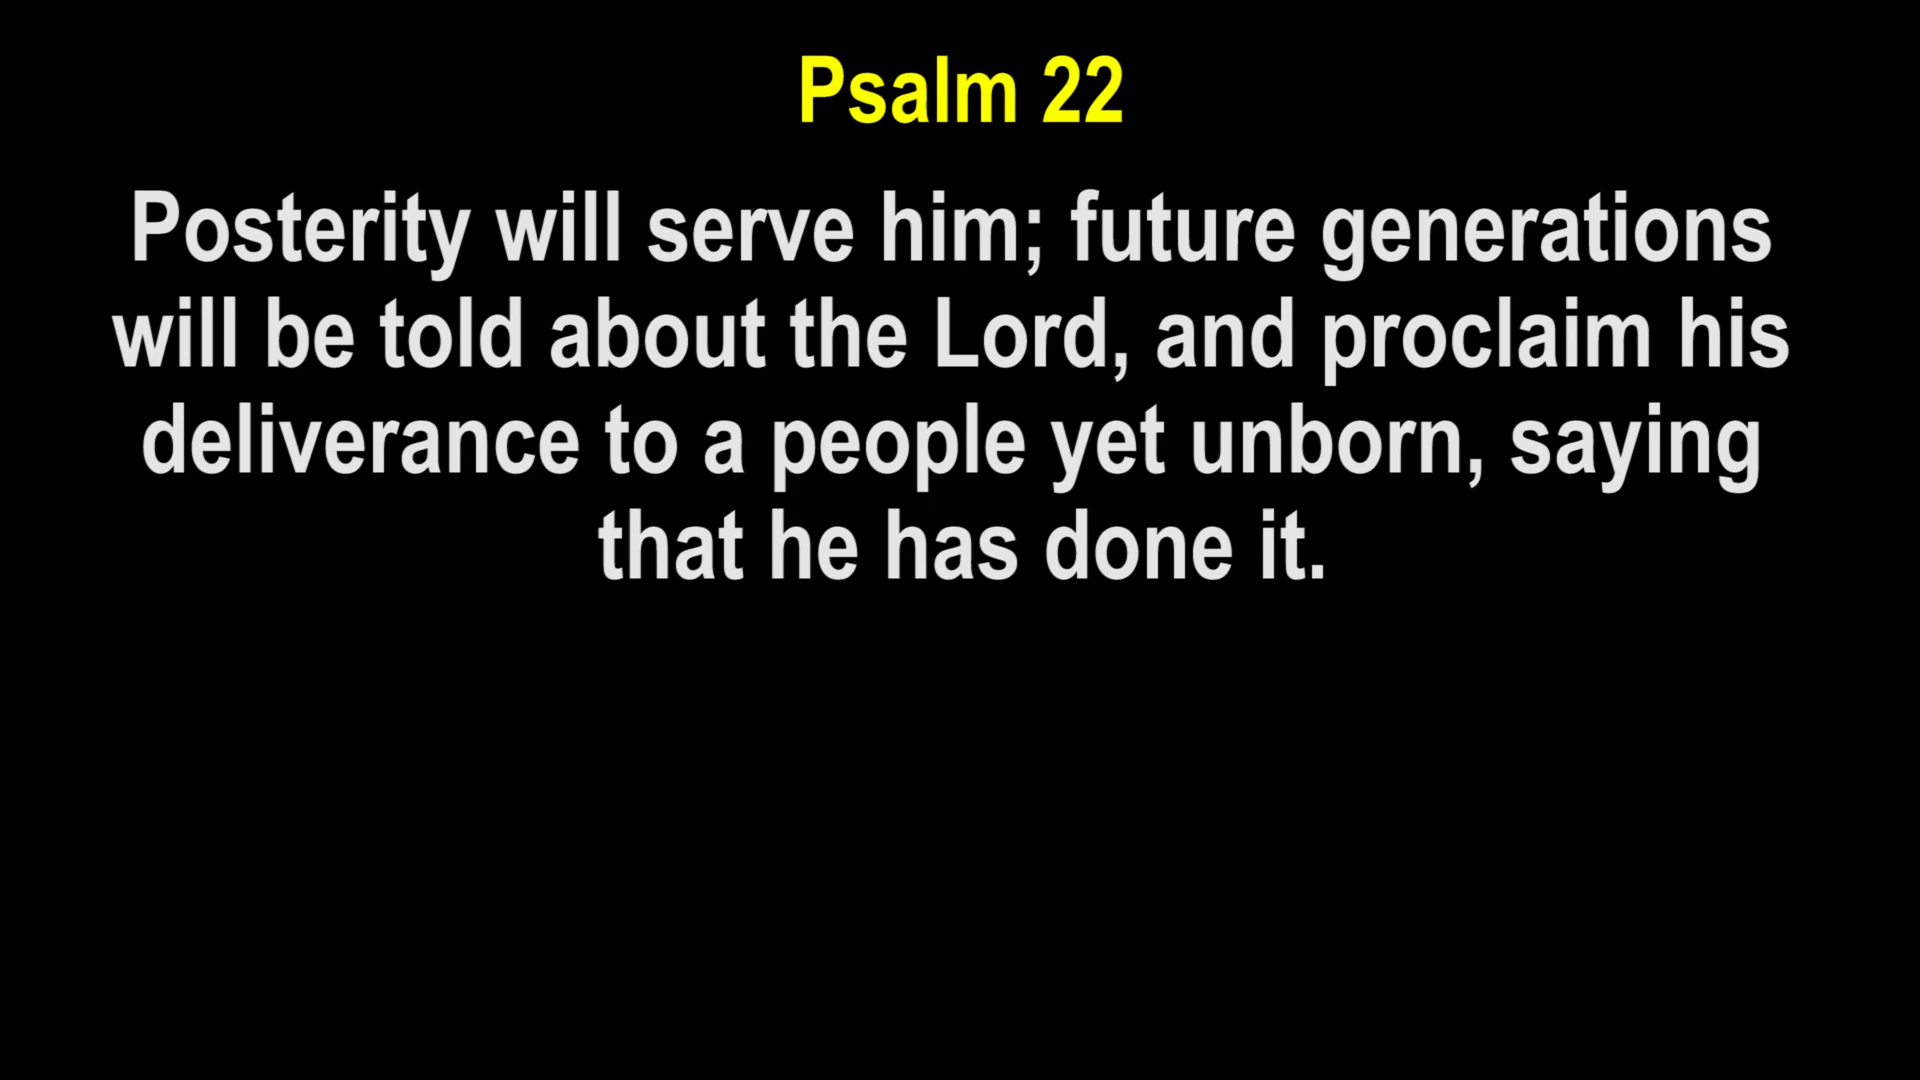 Psalm 22
Posterity will serve him; future generations
will be told about the Lord, and proclaim his
deliverance to a people yet unborn, saying
that he has done it.